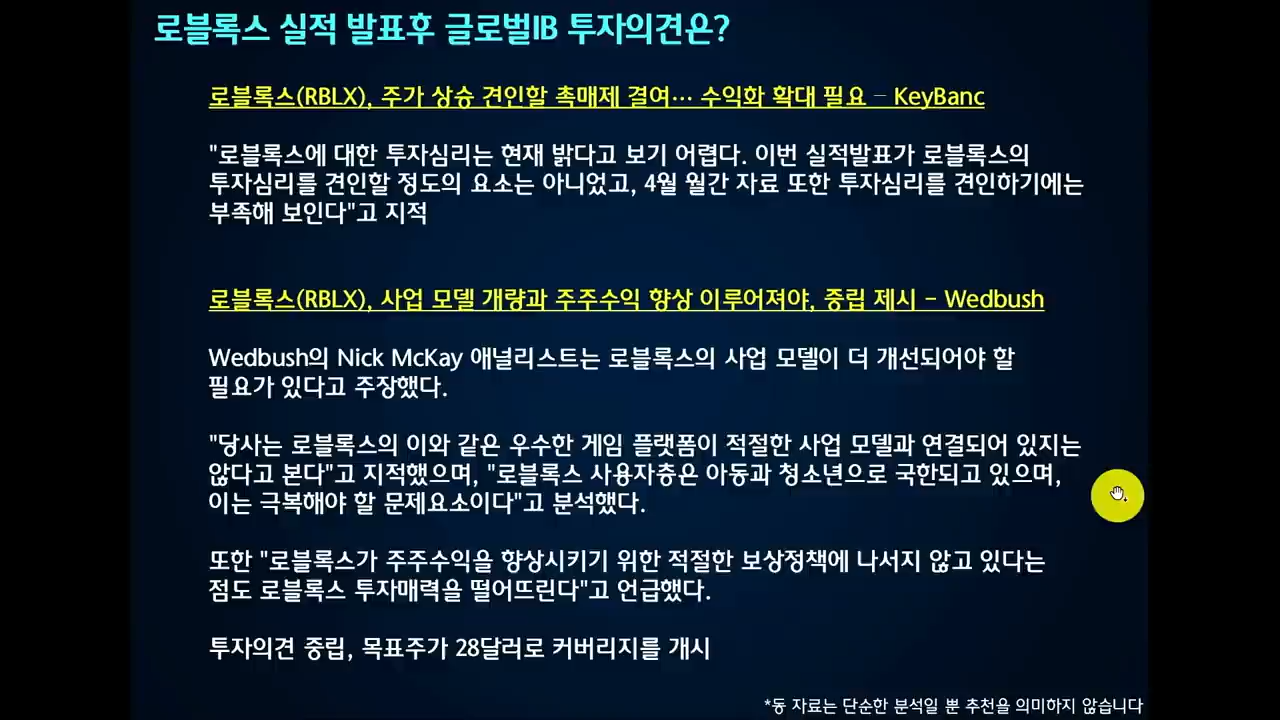 로블록스 실적 발표후 글로벌IB 투자의견은?
로블록스(RBLX), 주가 상승 견인할 촉매제 결여… 수익화 확대 필요 – KeyBanc
"로블록스에 대한 투자심리는 현재 밝다고 보기 어렵다. 이번 실적발표가 로블록스의
투자심리를 견인할 정도의 요소는 아니었고, 4월 월간 자료 또한 투자심리를 견인하기에는
부족해 보인다"고 지적
로블록스(RBLX), 사업 모델 개량과 주주수익 향상 이루어져야, 중립 제시 – Wedbush
Wedbush의 Nick McKay 애널리스트는 로블록스의 사업 모델이 더 개선되어야 할
필요가 있다고 주장했다.
"당사는 로블록스의 이와 같은 우수한 게임 플랫폼이 적절한 사업 모델과 연결되어 있지는
않다고 본다"고 지적했으며, "로블록스 사용자층은 아동과 청소년으로 국한되고 있으며,
이는 극복해야 할 문제요소이다"고 분석했다.
또한 "로블록스가 주주수익을 향상시키기 위한 적절한 보상정책에 나서지 않고 있다는
점도 로블록스 투자매력을 떨어뜨린다"고 언급했다.
투자의견 중립, 목표주가 28달러로 커버리지를 개시
*동 자료는 단순한 분석일 뿐 추천을 의미하지 않습니다